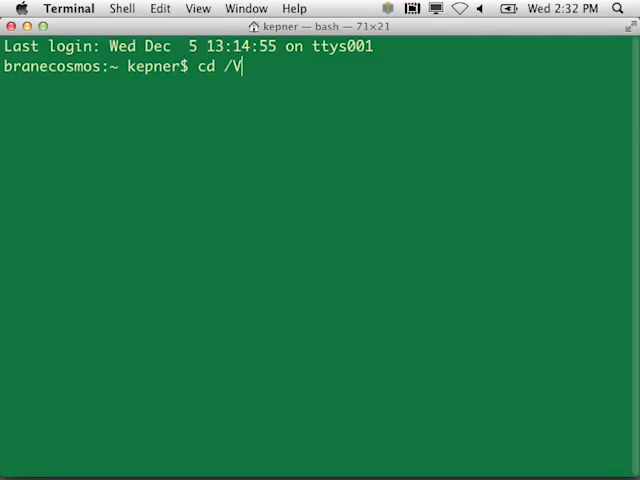 Terminal Shell Edit View Window Help Wed 2:32 PM
kepner — bash — 71×21
Last login: Wed Dec  5 13:14:55 on ttys001
branecosmos:~ kepner$ cd /V